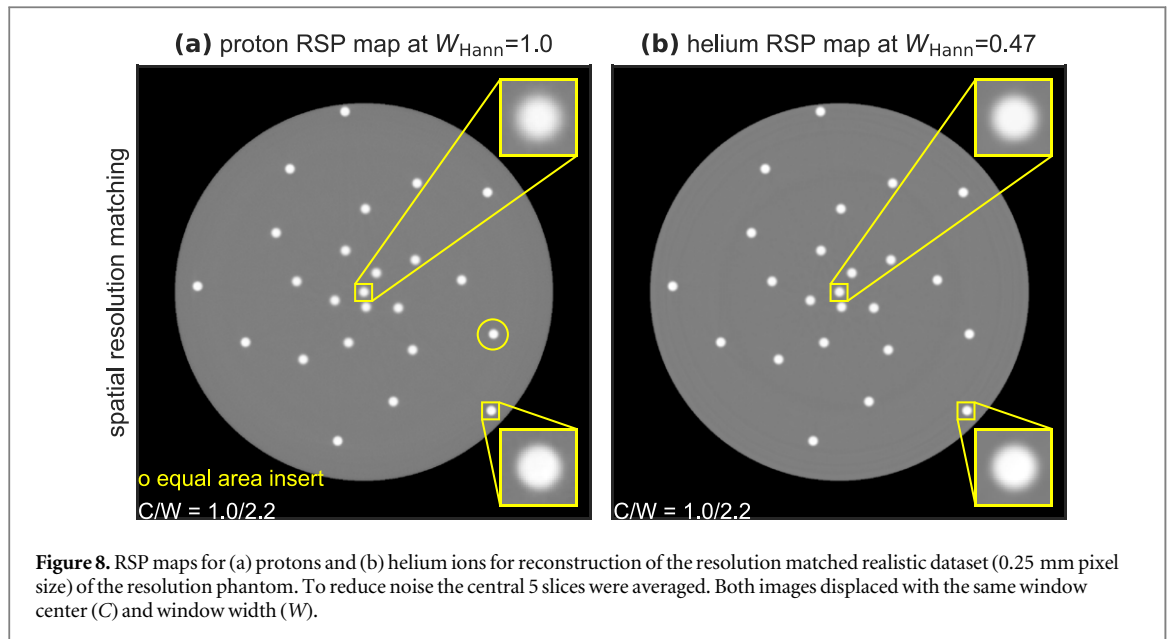 (a) proton RSP map at WHann=1.0
(b) helium RSP map at WHann=0.47
spatial resolution matching
o equal area insert
C/W = 1.0/2.2
C/W = 1.0/2.2
Figure 8. RSP maps for (a) protons and (b) helium ions for reconstruction of the resolution matched realistic dataset (0.25 mm pixel
size) of the resolution phantom. To reduce noise the central 5 slices were averaged. Both images displaced with the same window
center (C) and window width (W).